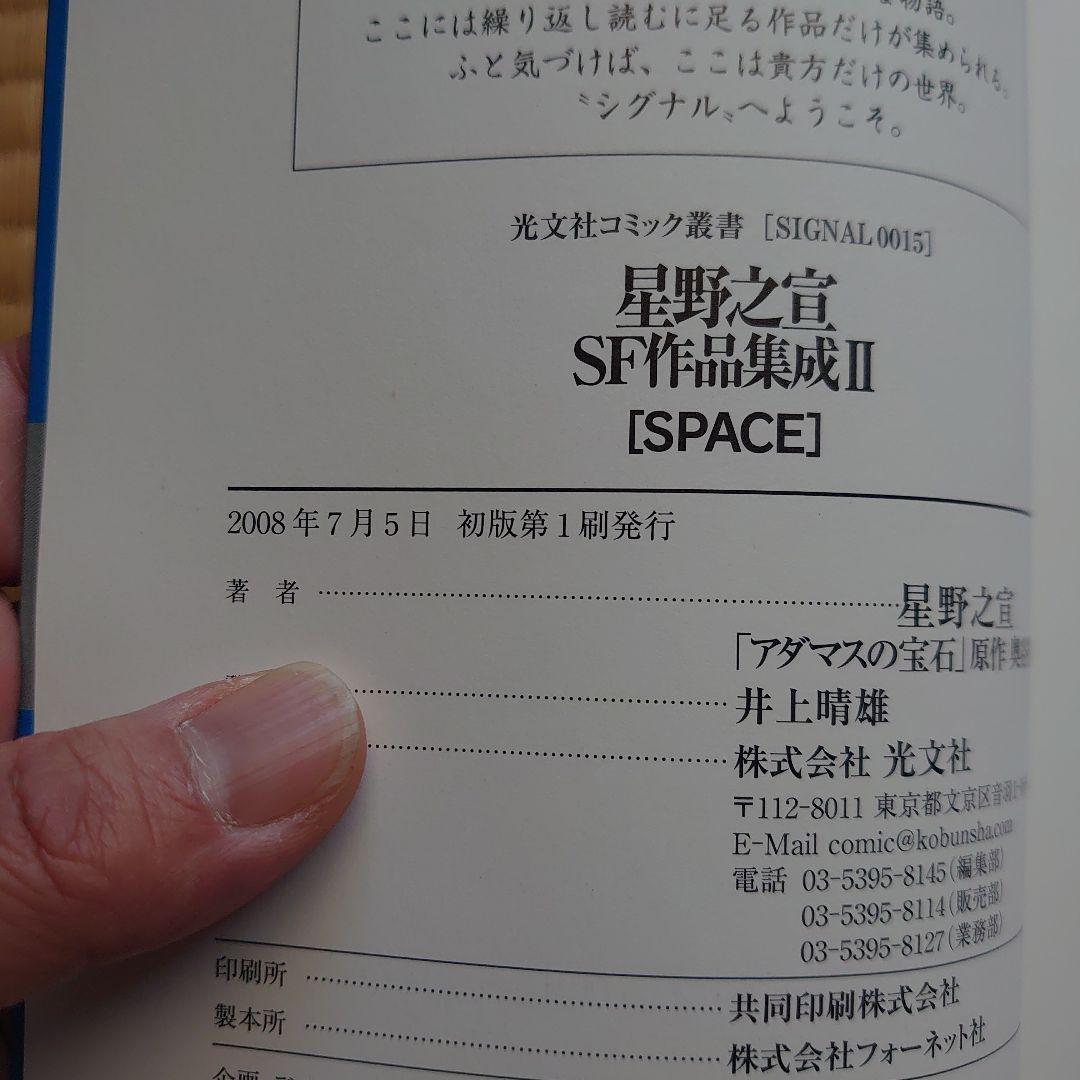 な物語。
ここには繰り返し読むに足る作品だけが集められる。
ふと気づけば、ここは貴方だけの世界。
〝シグナル〟へようこそ。
光文社コミック叢書［SIGNAL 0015］
星野之宣
SF作品集成Ⅱ
[SPACE]
2008年7月5日 初版第1刷発行
著 者 星野之宣
「アダマスの宝石」原作 奥
井上晴雄
株式会社 光文社
〒112-8011 東京都文京区音羽
E-Mail comic@kobunsha.com
電話 03-5395-8145(編集部)
03-5395-8114(販売部)
03-5395-8127(業務部)
印刷所 共同印刷株式会社
製本所 株式会社フォーネット社
企画